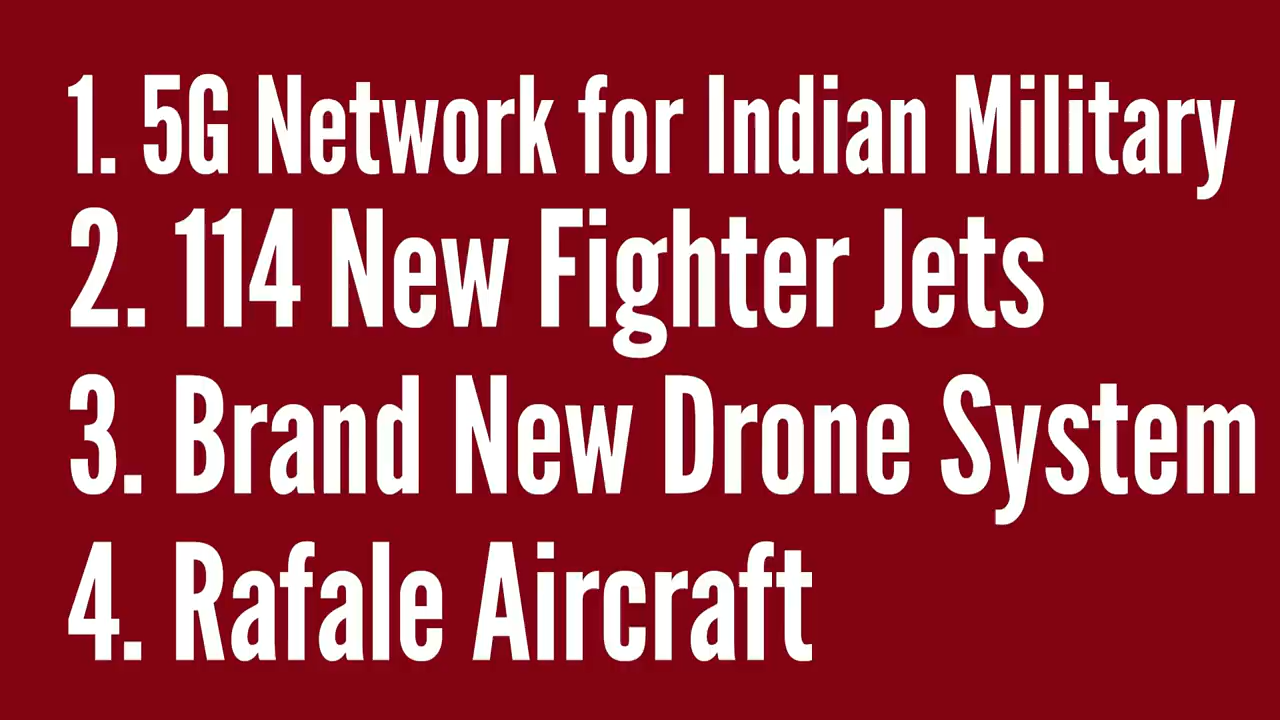 1. 5G Network for Indian Military
2. 114 New Fighter Jets
3. Brand New Drone System
4. Rafale Aircraft